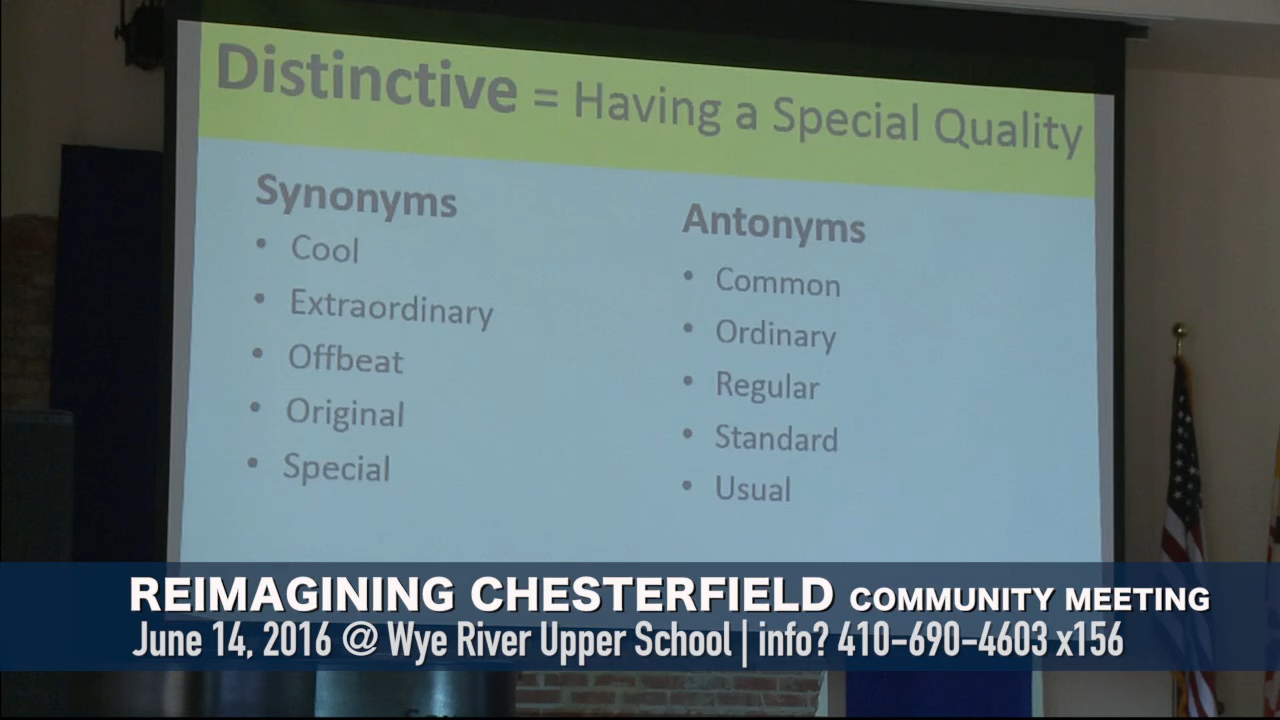 Distinctive = Having a Special Quality
Synonyms
• Cool
• Extraordinary
• Offbeat
• Original
• Special
Antonyms
• Common
• Ordinary
• Regular
• Standard
• Usual
REIMAGINING CHESTERFIELD COMMUNITY MEETING
June 14, 2016 @ Wye River Upper School | info? 410-690-4603 x156